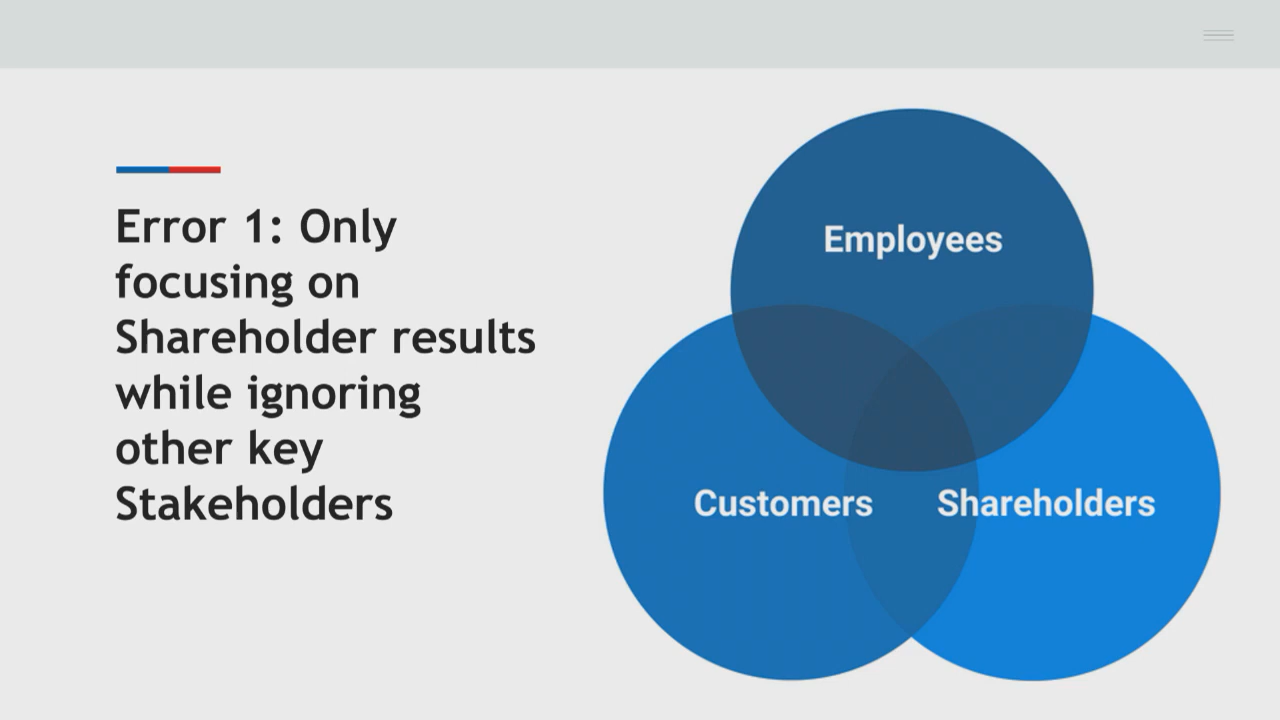 Error 1: Only
focusing on
Shareholder results
while ignoring
other key
Stakeholders
Employees
Customers
Shareholders